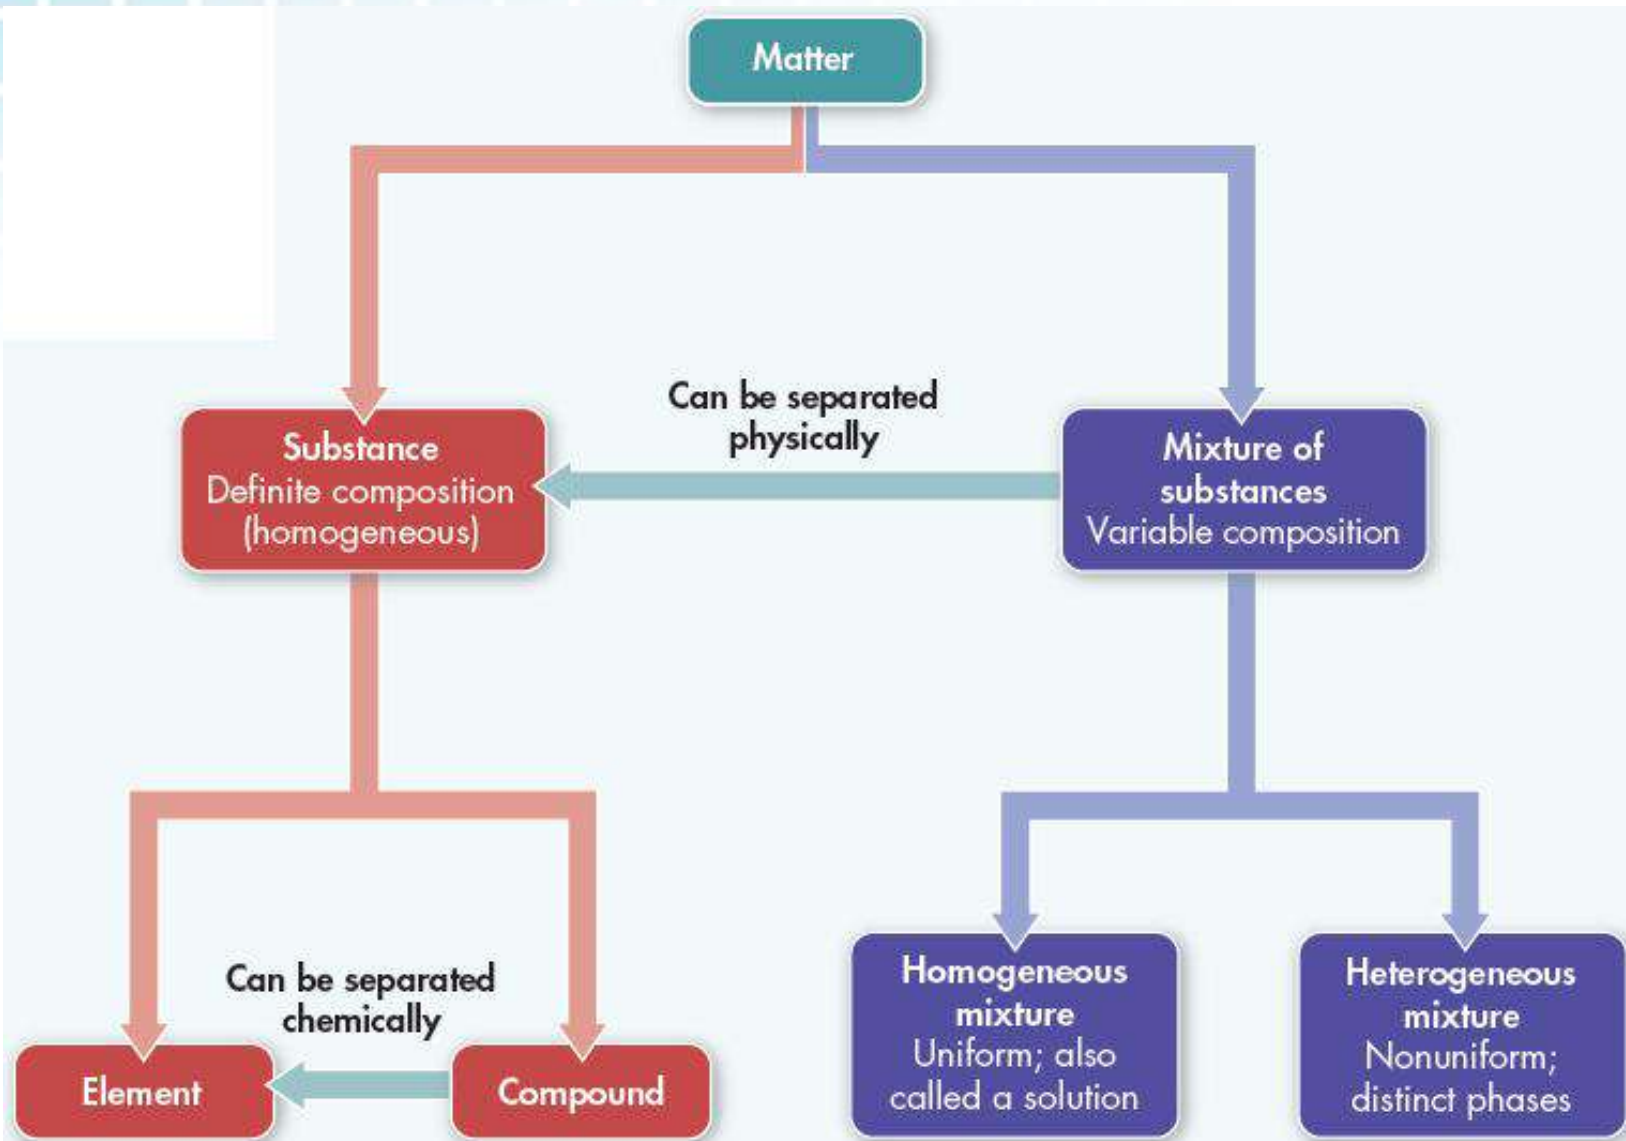 Matter
Can be separated
physically
Substance
Definite composition
(homogeneous)
Mixture of
substances
Variable composition
Can be separated
chemically
Element
Compound
Homogeneous
mixture
Uniform; also
called a solution
Heterogeneous
mixture
Nonuniform;
distinct phases